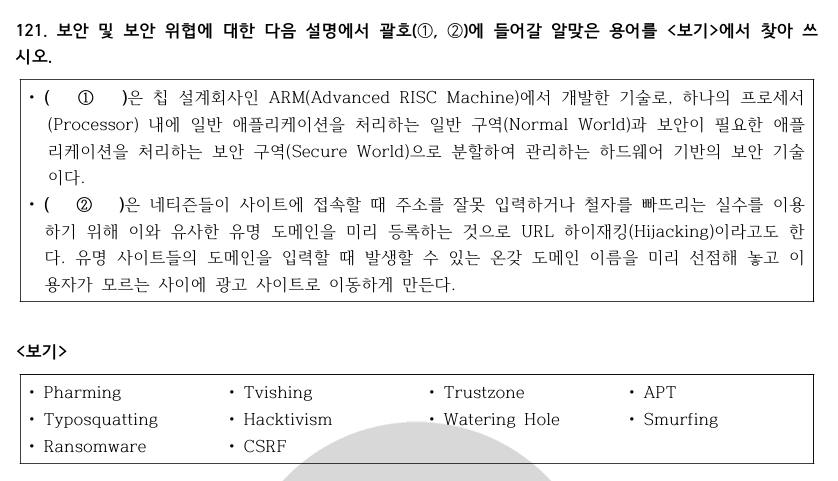 121. 보안 및 보안 위협에 대한 다음 설명에서 괄호(①, ②)에 들어갈 알맞은 용어를 <보기>에서 찾아 쓰
시오.
• ( ① )은 칩 설계회사인 ARM(Advanced RISC Machine)에서 개발한 기술로, 하나의 프로세서
(Processor) 내에 일반 애플리케이션을 처리하는 일반 구역(Normal World)과 보안이 필요한 애플
리케이션을 처리하는 보안 구역(Secure World)으로 분할하여 관리하는 하드웨어 기반의 보안 기술
이다.
• ( ② )은 네티즌들이 사이트에 접속할 때 주소를 잘못 입력하거나 철자를 빠뜨리는 실수를 이용
하기 위해 이와 유사한 유명 도메인을 미리 등록하는 것으로 URL 하이재킹(Hijacking)이라고도 한
다. 유명 사이트들의 도메인을 입력할 때 발생할 수 있는 온갖 도메인 이름을 미리 선점해 놓고 이
용자가 모르는 사이에 광고 사이트로 이동하게 만든다.
<보기>
• Pharming • Tvishing • Trustzone • APT
• Typosquatting • Hacktivism • Watering Hole • Smurfing
• Ransomware • CSRF